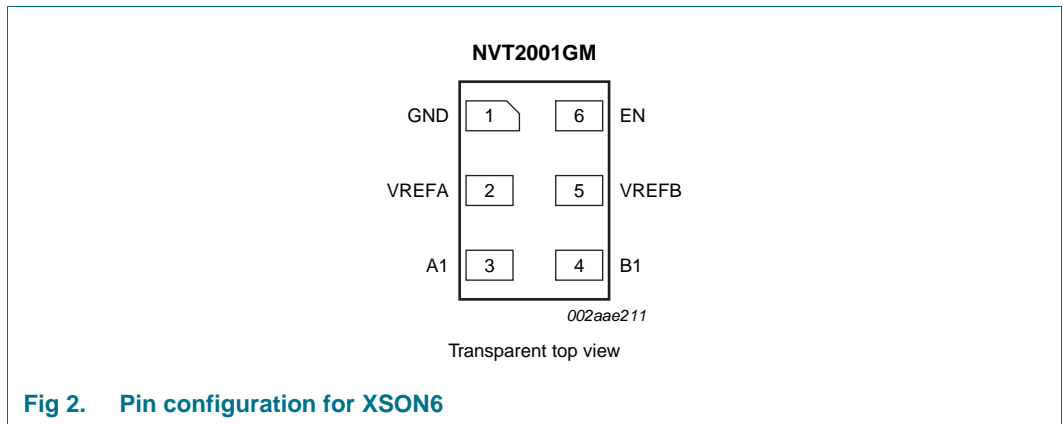 NVT2001GM
GND 1 6 EN
VREFA 2 5 VREFB
A1 3 4 B1
002aae211
Transparent top view
Fig 2. Pin configuration for XSON6